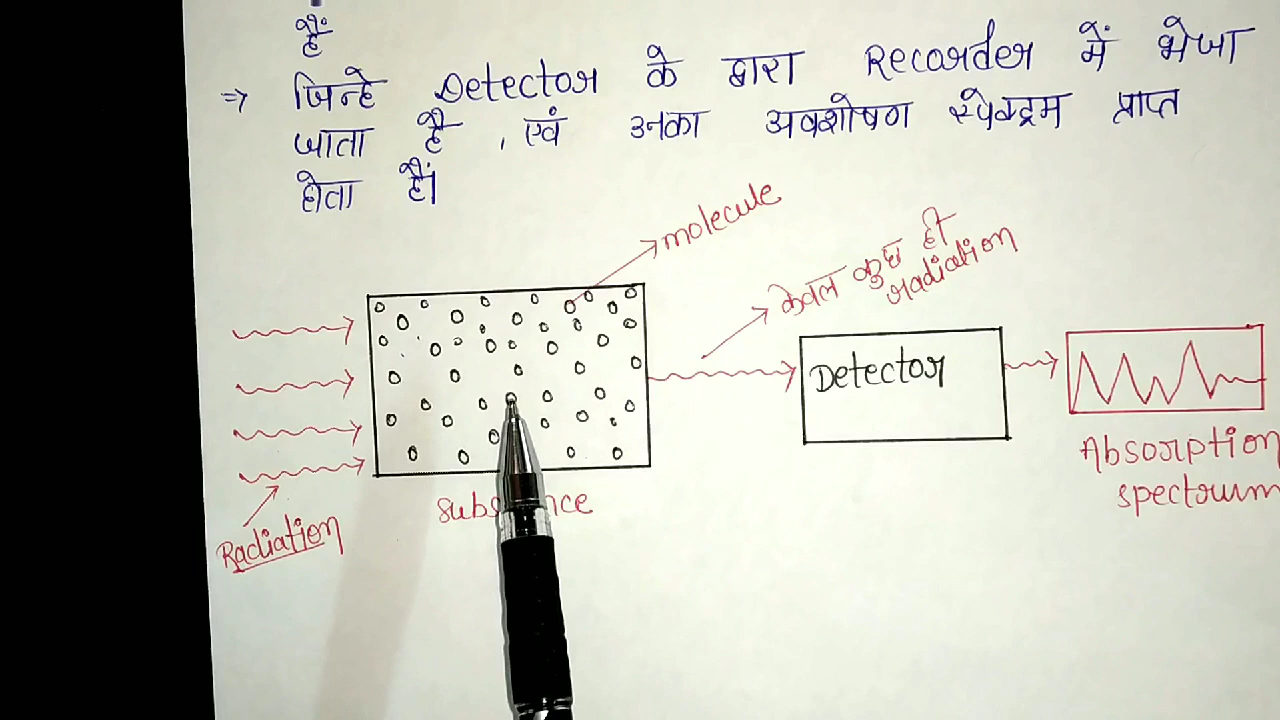 हैं
⇒ जिन्हे Detector के द्वारा Recorder में भेजा
जाता है , एवं उनका अवशोषण स्पेक्ट्रम प्राप्त
होता हैं।
molecule
केवल कुछ ही
radiation
Detector
Absorption
spectrum
Radiation